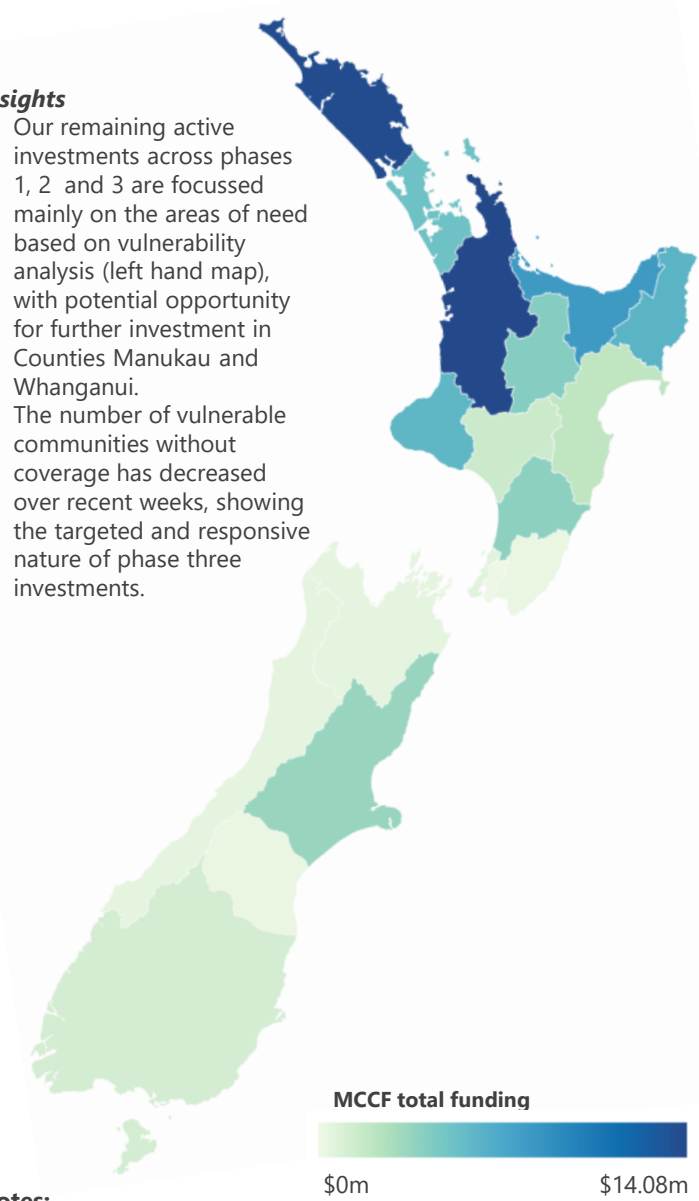 sights
Our remaining active
investments across phases
1, 2 and 3 are focussed
mainly on the areas of need
based on vulnerability
analysis (left hand map),
with potential opportunity
for further investment in
Counties Manukau and
Whanganui.
The number of vulnerable
communities without
coverage has decreased
over recent weeks, showing
the targeted and responsive
nature of phase three
investments.
MCCF total funding
$0m
$14.08m
otes: